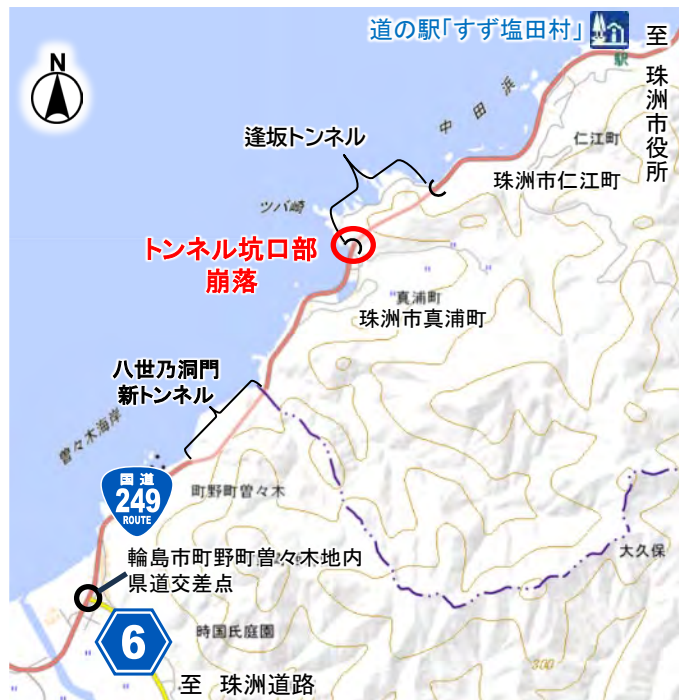 道の駅「すず塩田村」
駅
至
珠洲市役所
N
中田浜
仁江町
逢坂トンネル
珠洲市仁江町
ツバ崎
トンネル坑口部
崩落
真浦町
珠洲市真浦町
八世乃洞門
新トンネル
曽々木海岸
国道
249
ROUTE
町野町曽々木
輪島市町野町曽々木地内
県道交差点
大久保
6
時国氏庭園
300
至 珠洲道路